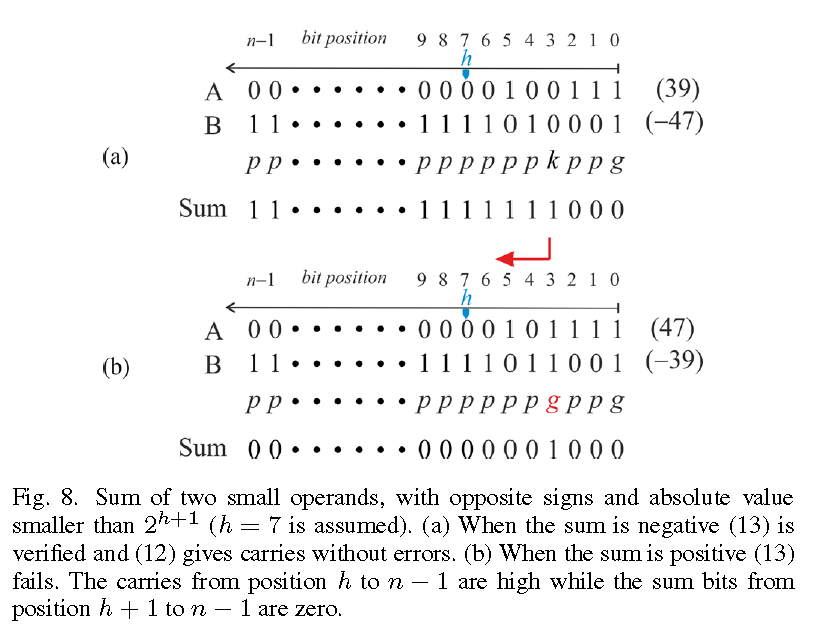 n–1 bit position 9 8 7 6 5 4 3 2 1 0
h
A 0 0 • • • • • • 0 0 0 0 1 0 0 1 1 1 (39)
B 1 1 • • • • • • 1 1 1 1 0 1 0 0 0 1 (–47)
(a)
p p • • • • • • p p p p p p k p p g
Sum 1 1 • • • • • • 1 1 1 1 1 1 1 0 0 0
n–1 bit position 9 8 7 6 5 4 3 2 1 0
h
A 0 0 • • • • • • 0 0 0 0 1 0 1 1 1 1 (47)
B 1 1 • • • • • • 1 1 1 1 0 1 1 0 0 1 (–39)
(b)
p p • • • • • • p p p p p p g p p g
Sum 0 0 • • • • • • 0 0 0 0 0 0 1 0 0 0
Fig. 8. Sum of two small operands, with opposite signs and absolute value
smaller than 2^{h+1} (h = 7 is assumed). (a) When the sum is negative (13) is
verified and (12) gives carries without errors. (b) When the sum is positive (13)
fails. The carries from position h to n − 1 are high while the sum bits from
position h + 1 to n − 1 are zero.